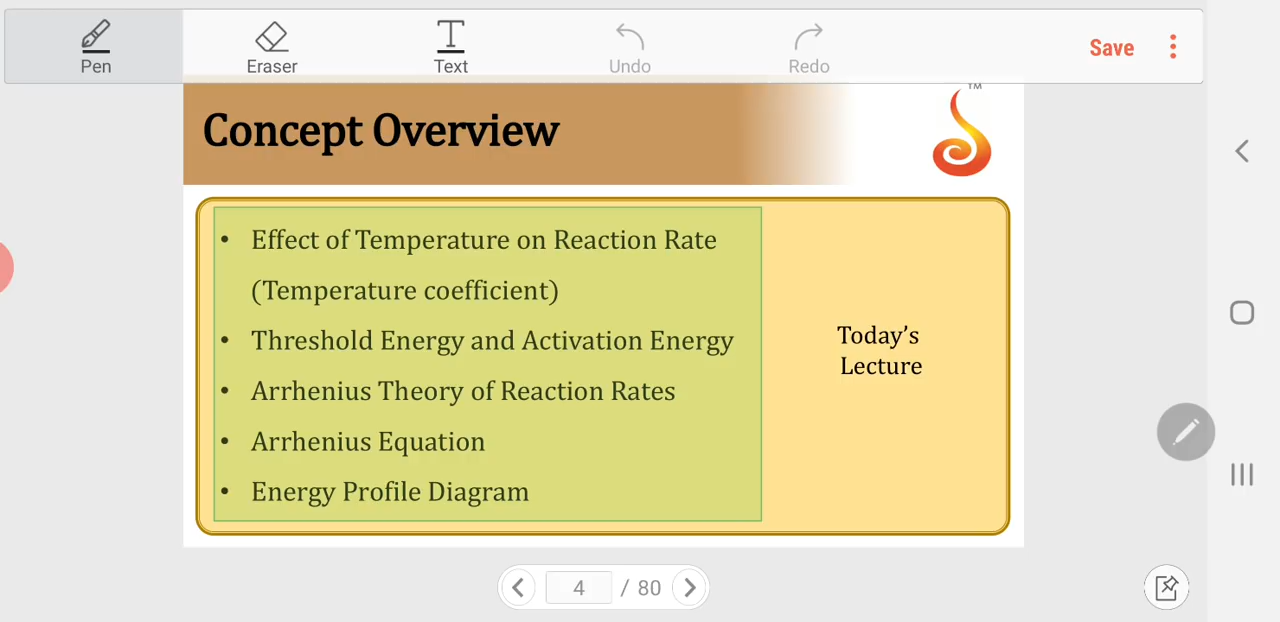 Pen
Eraser
Text
Undo
Redo
Save
TM
Concept Overview
• Effect of Temperature on Reaction Rate
(Temperature coefficient)
• Threshold Energy and Activation Energy
• Arrhenius Theory of Reaction Rates
• Arrhenius Equation
• Energy Profile Diagram
Today’s
Lecture
4 / 80